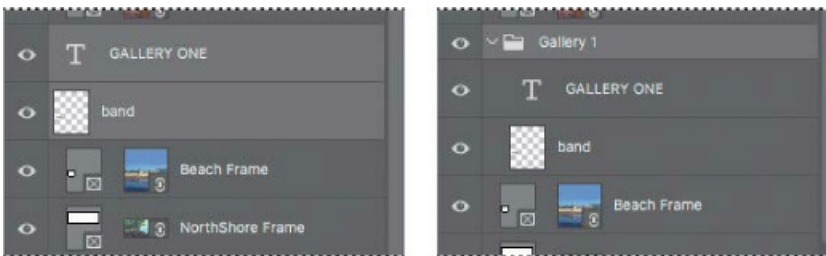 GALLERY ONE
band
Beach Frame
NorthShore Frame
Gallery 1
GALLERY ONE
band
Beach Frame